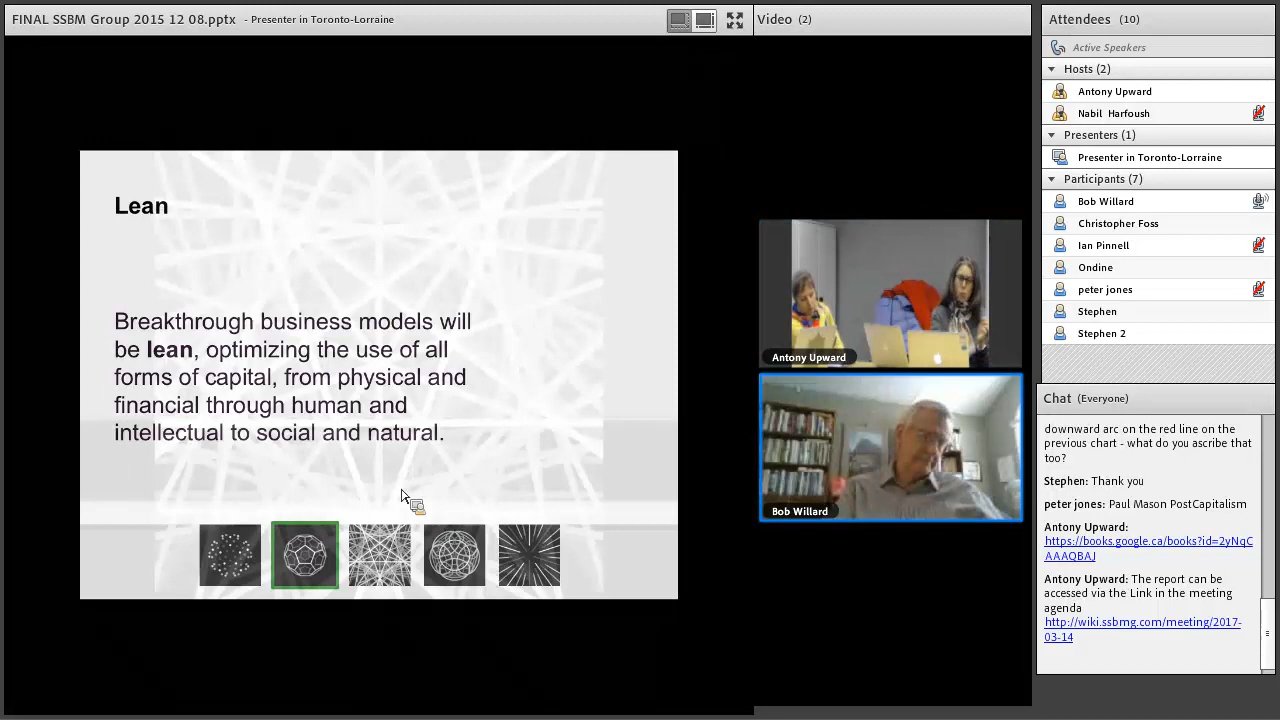 FINAL SSBM Group 2015 12 08.pptx - Presenter in Toronto-Lorraine
Lean
Breakthrough business models will
be lean, optimizing the use of all
forms of capital, from physical and
financial through human and
intellectual to social and natural.
Video (2)
Antony Upward
Bob Willard
Attendees (10)
Active Speakers
Hosts (2)
Antony Upward
Nabil Harfoush
Presenters (1)
Presenter in Toronto-Lorraine
Participants (7)
Bob Willard
Christopher Foss
Ian Pinnell
Ondine
peter jones
Stephen
Stephen 2
Chat (Everyone)
downward arc on the red line on the
previous chart - what do you ascribe that
too?
Stephen: Thank you
peter jones: Paul Mason PostCapitalism
Antony Upward:
https://books.google.ca/books?id=2yNqC
AAAQBAJ
Antony Upward: The report can be
accessed via the Link in the meeting
agenda
http://wiki.ssbmg.com/meeting/2017-
03-14